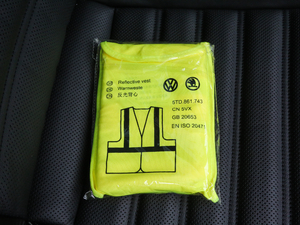 Reflective vest
Warnweste
反光背心
STD.861.743
CN SVX
GB 20653
EN ISO 20471